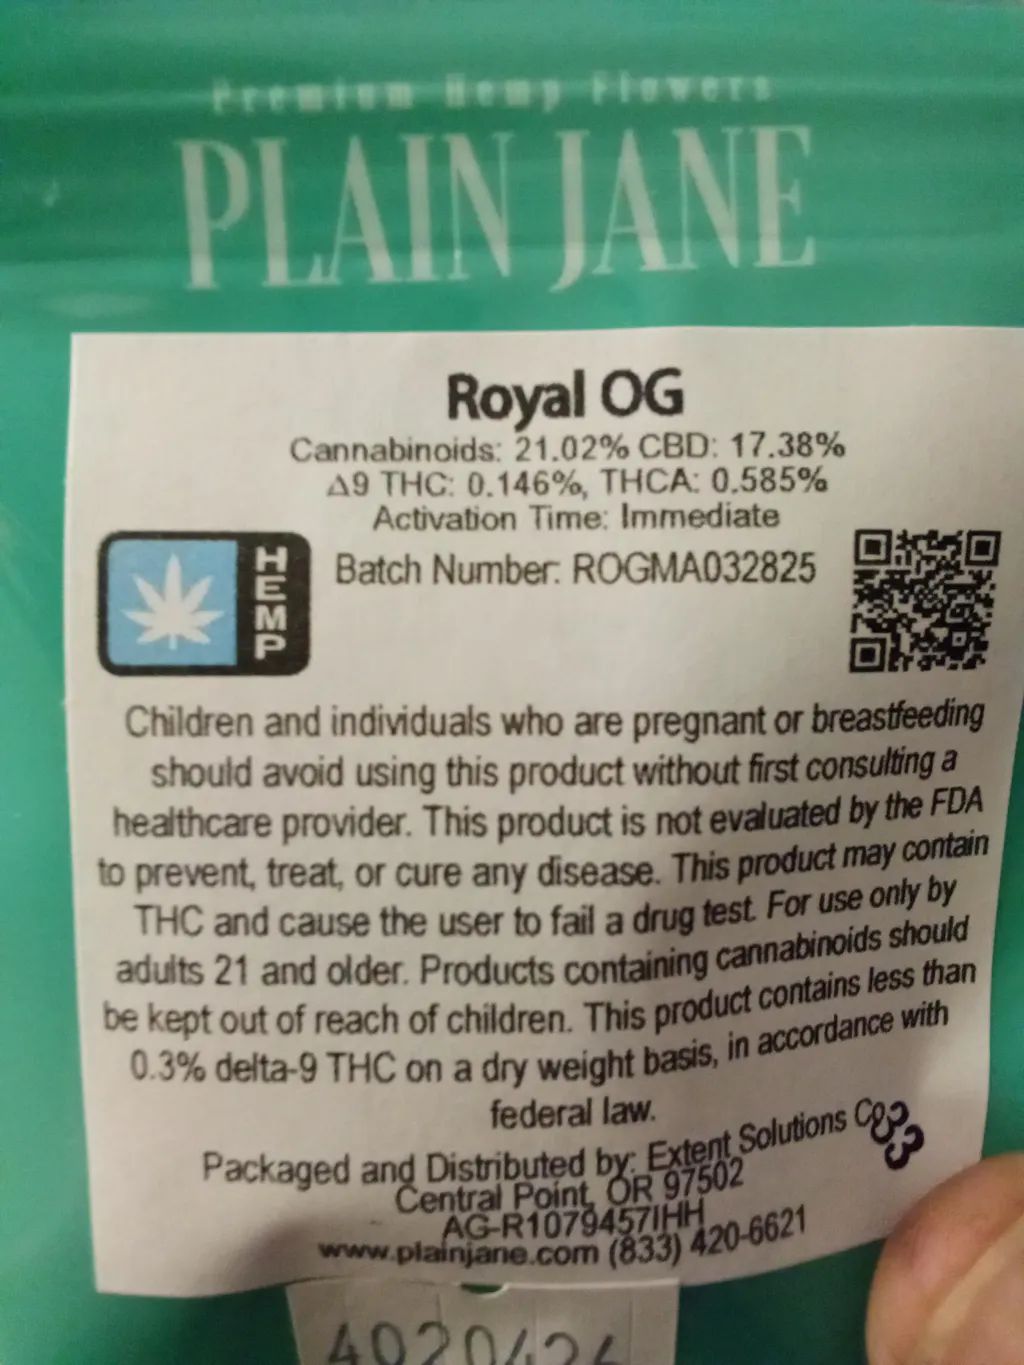 Premium Hemp Flowers
PLAIN JANE
Royal OG
Cannabinoids: 21.02% CBD: 17.38%
Δ9 THC: 0.146%, THCA: 0.585%
Activation Time: Immediate
HEMP
Batch Number: ROGMA032825
Children and individuals who are pregnant or breastfeeding
should avoid using this product without first consulting a
healthcare provider. This product is not evaluated by the FDA
to prevent, treat, or cure any disease. This product may contain
THC and cause the user to fail a drug test. For use only by
adults 21 and older. Products containing cannabinoids should
be kept out of reach of children. This product contains less than
0.3% delta-9 THC on a dry weight basis, in accordance with
federal law.
Packaged and Distributed by: Extent Solutions
Central Point, OR 97502
AG-R1079457IHH
www.plainjane.com (833) 420-6621